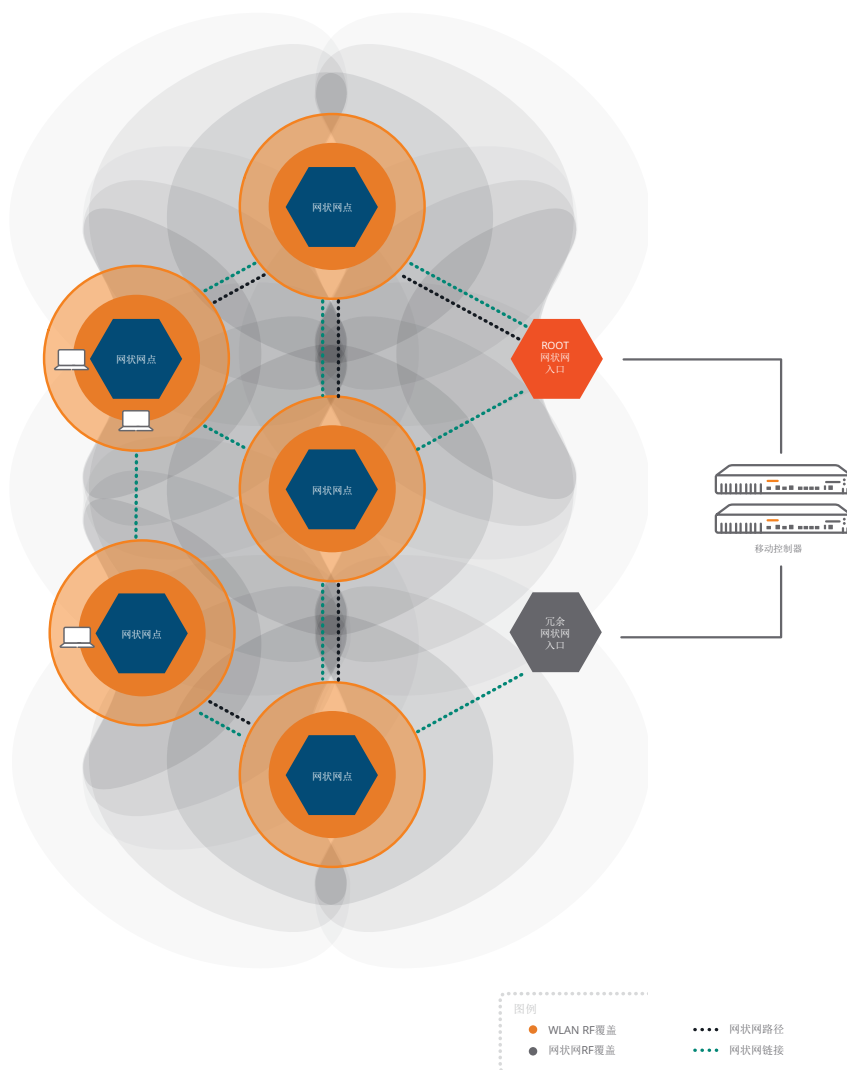 网状网点
ROOT
网状网
入口
网状网点
网状网点
移动控制器
冗余
网状网
入口
网状网点
网状网点
图例
WLAN RF覆盖
网状网路径
网状网RF覆盖
网状网链接